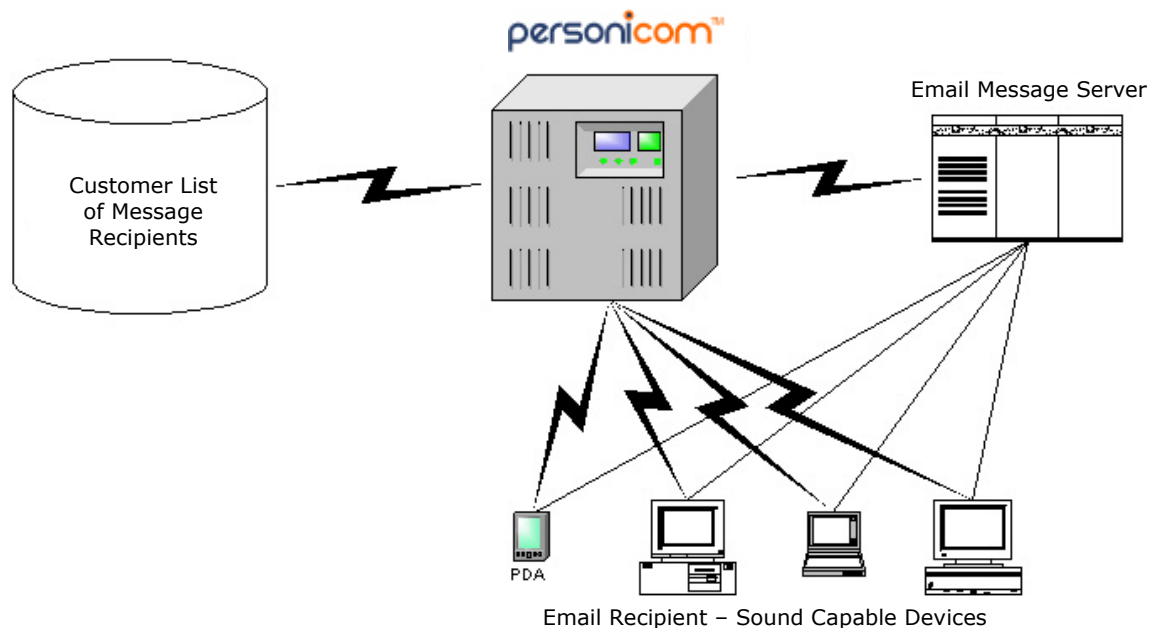 personicom™
Email Message Server
Customer List
of Message
Recipients
PDA
Email Recipient – Sound Capable Devices